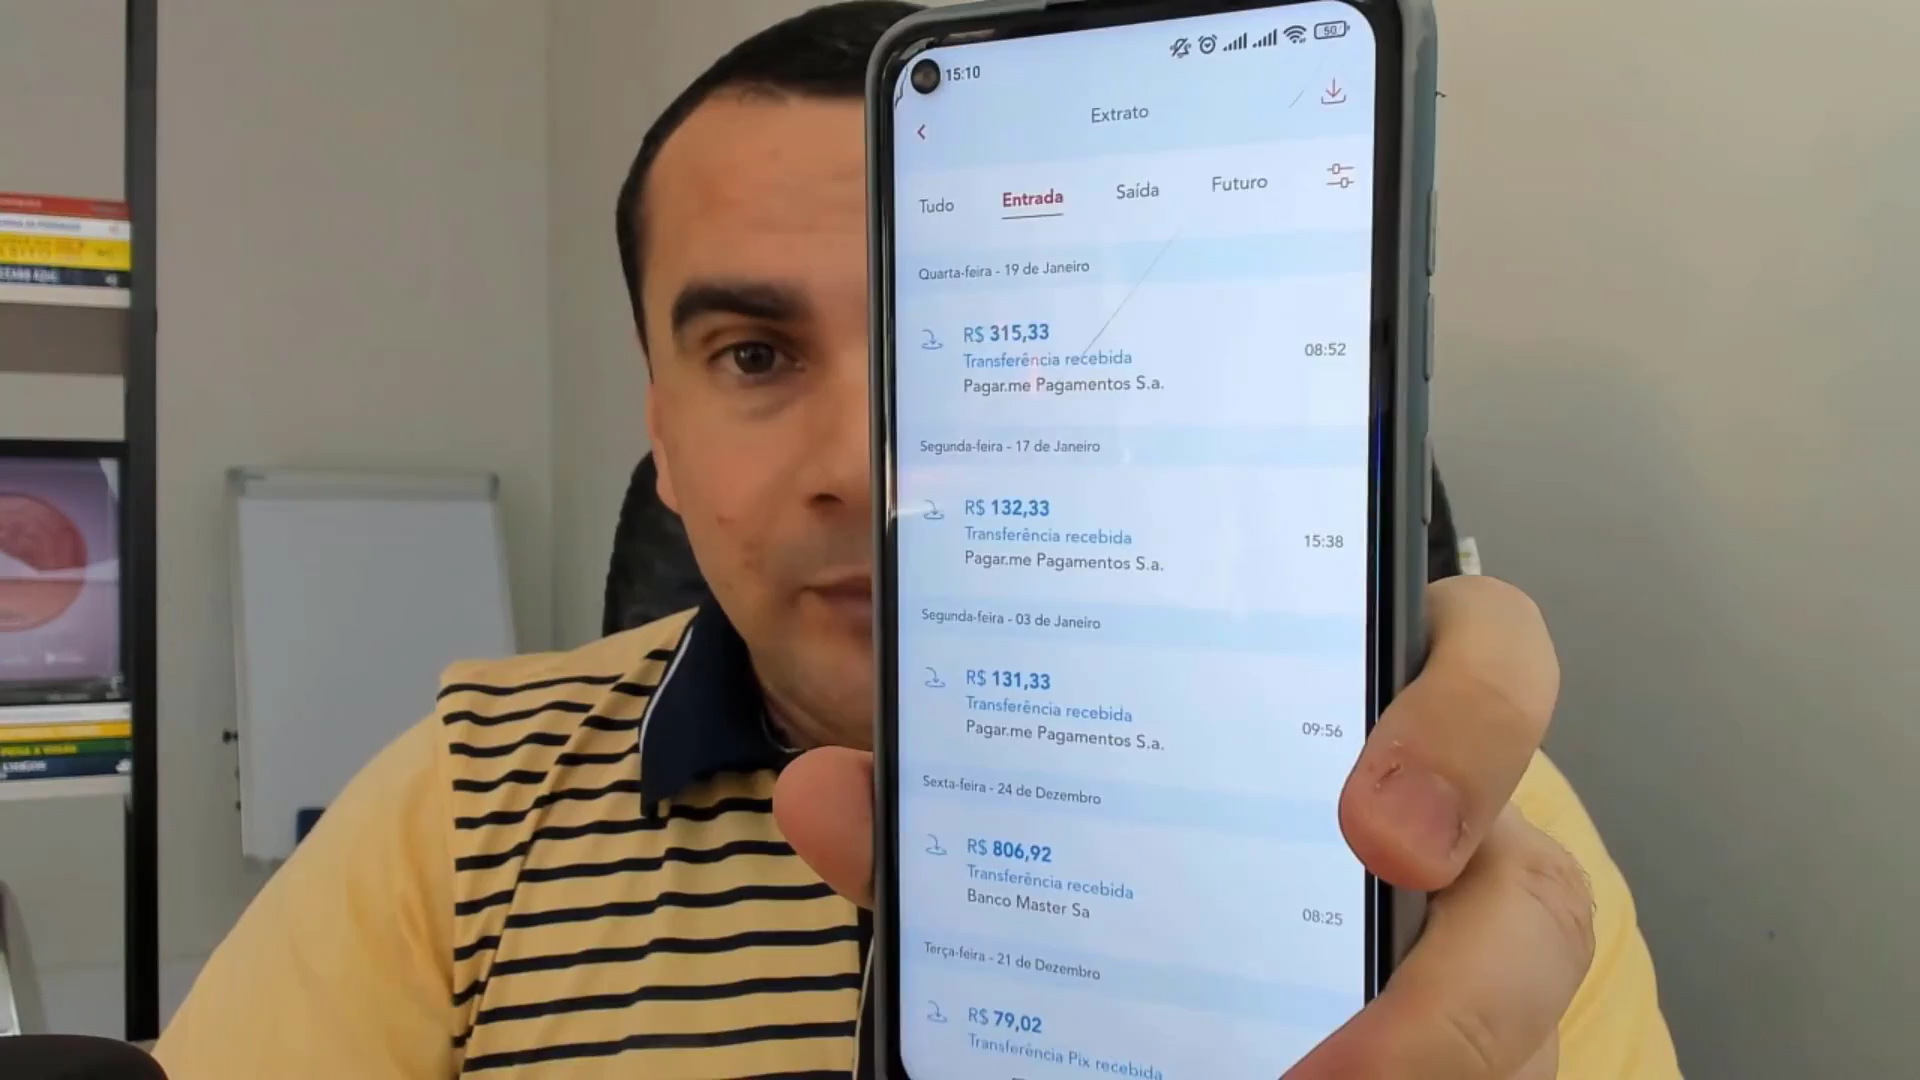 15:10
50
Extrato
Tudo
Entrada
Saída
Futuro
Quarta-feira - 19 de Janeiro
R$ 315,33
Transferência recebida
08:52
Pagar.me Pagamentos S.a.
Segunda-feira - 17 de Janeiro
R$ 132,33
Transferência recebida
15:38
Pagar.me Pagamentos S.a.
Segunda-feira - 03 de Janeiro
R$ 131,33
Transferência recebida
09:56
Pagar.me Pagamentos S.a.
Sexta-feira - 24 de Dezembro
R$ 806,92
Transferência recebida
08:25
Banco Master Sa
Terça-feira - 21 de Dezembro
R$ 79,02
Transferência Pix recebida